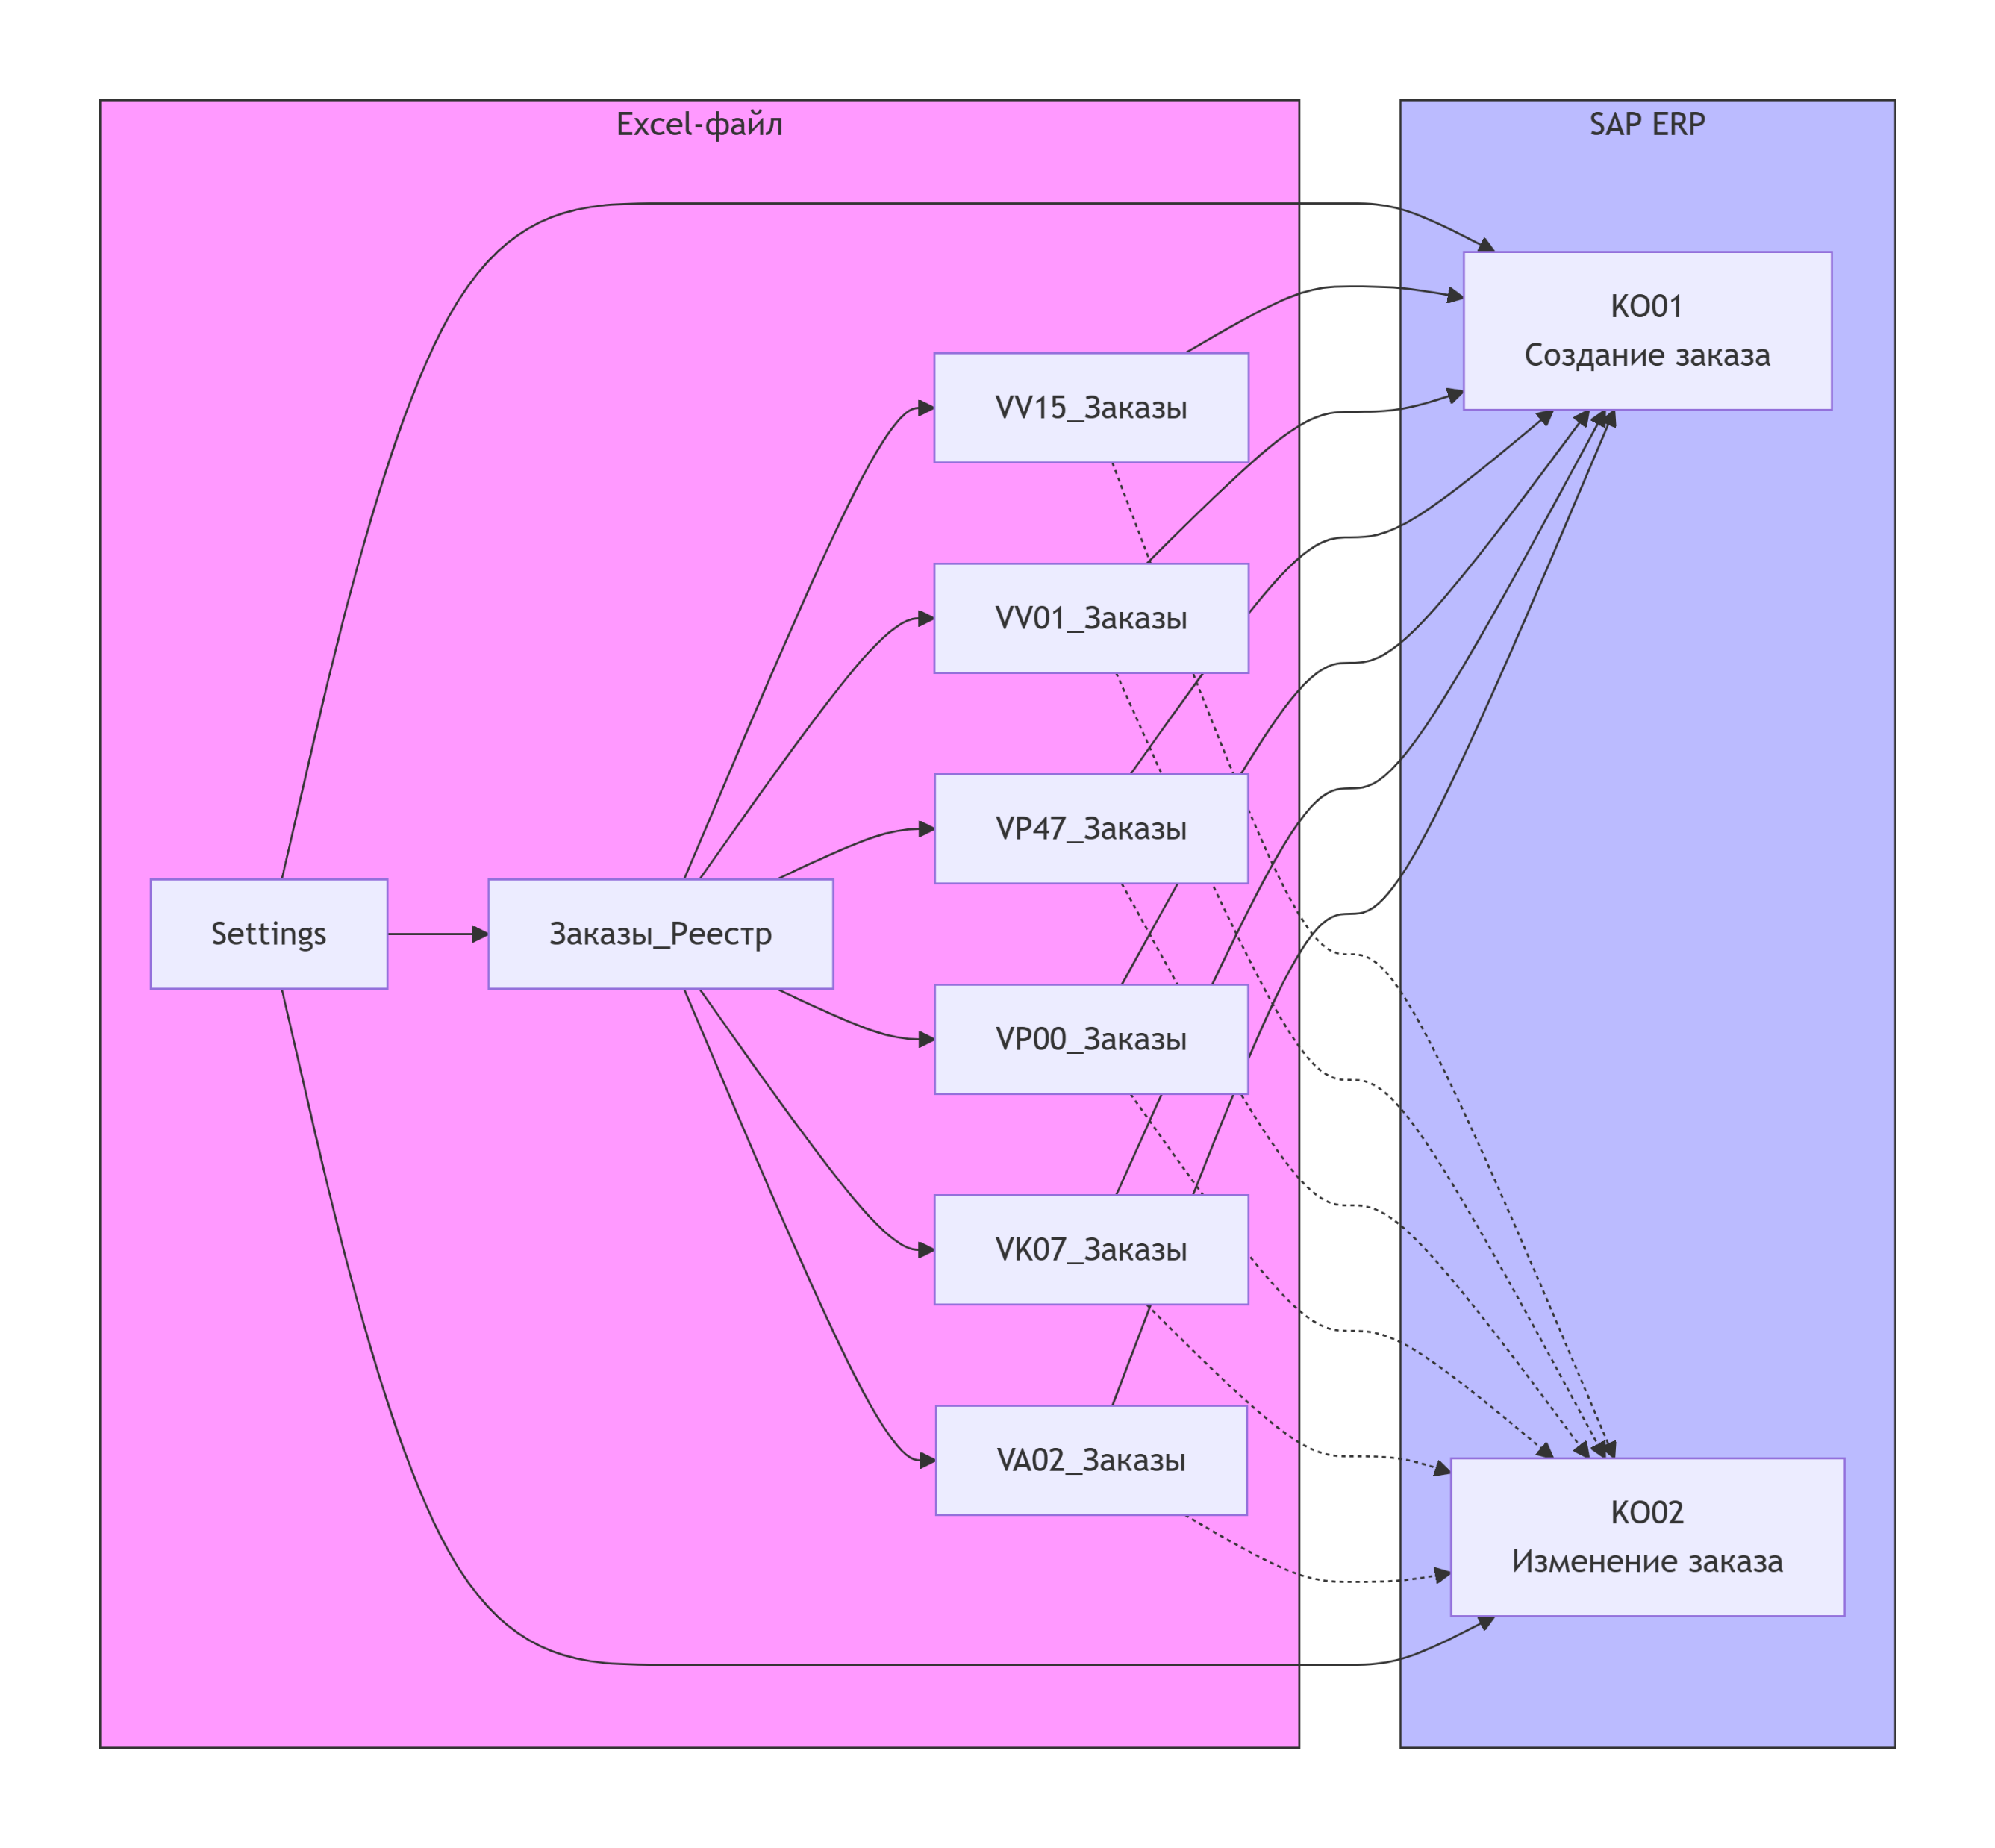 Excel-файл
SAP ERP
KO01
Создание заказа
VV15_Заказы
VV01_Заказы
VP47_Заказы
Settings
Заказы_Реестр
VP00_Заказы
VK07_Заказы
VA02_Заказы
KO02
Изменение заказа